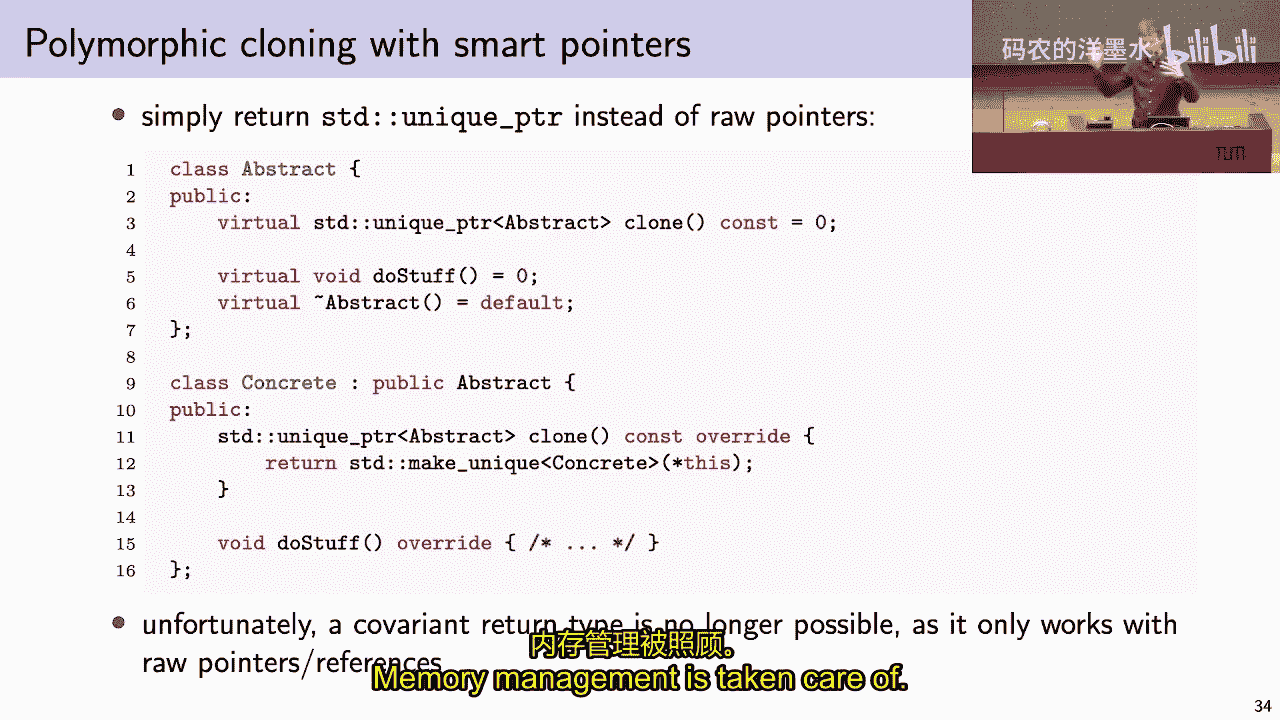 Polymorphic cloning with smart pointers
码农的洋墨水 bilibili
TUM
• simply return std::unique_ptr instead of raw pointers:
1 class Abstract {
2 public:
3 virtual std::unique_ptr<Abstract> clone() const = 0;
4
5 virtual void doStuff() = 0;
6 virtual ~Abstract() = default;
7 };
8
9 class Concrete : public Abstract {
10 public:
11 std::unique_ptr<Abstract> clone() const override {
12 return std::make_unique<Concrete>(*this);
13 }
14
15 void doStuff() override { /* ... */ }
16 };
• unfortunately, a covariant return type is no longer possible, as it only works with
raw pointers/references
内存管理被照顾。
Memory management is taken care of.
34